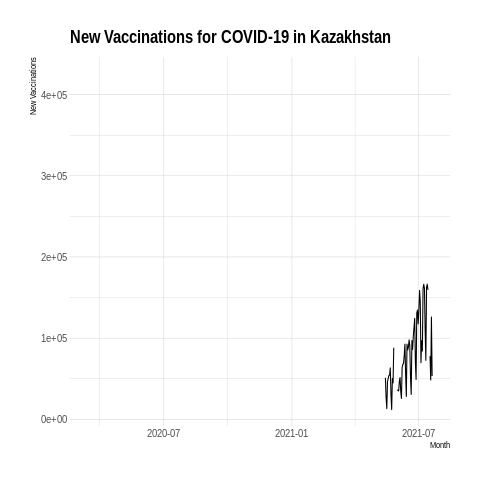 New Vaccinations for COVID-19 in Kazakhstan
New Vaccinations
4e+05
3e+05
2e+05
1e+05
0e+00
2020-07 2021-01 2021-07
Month